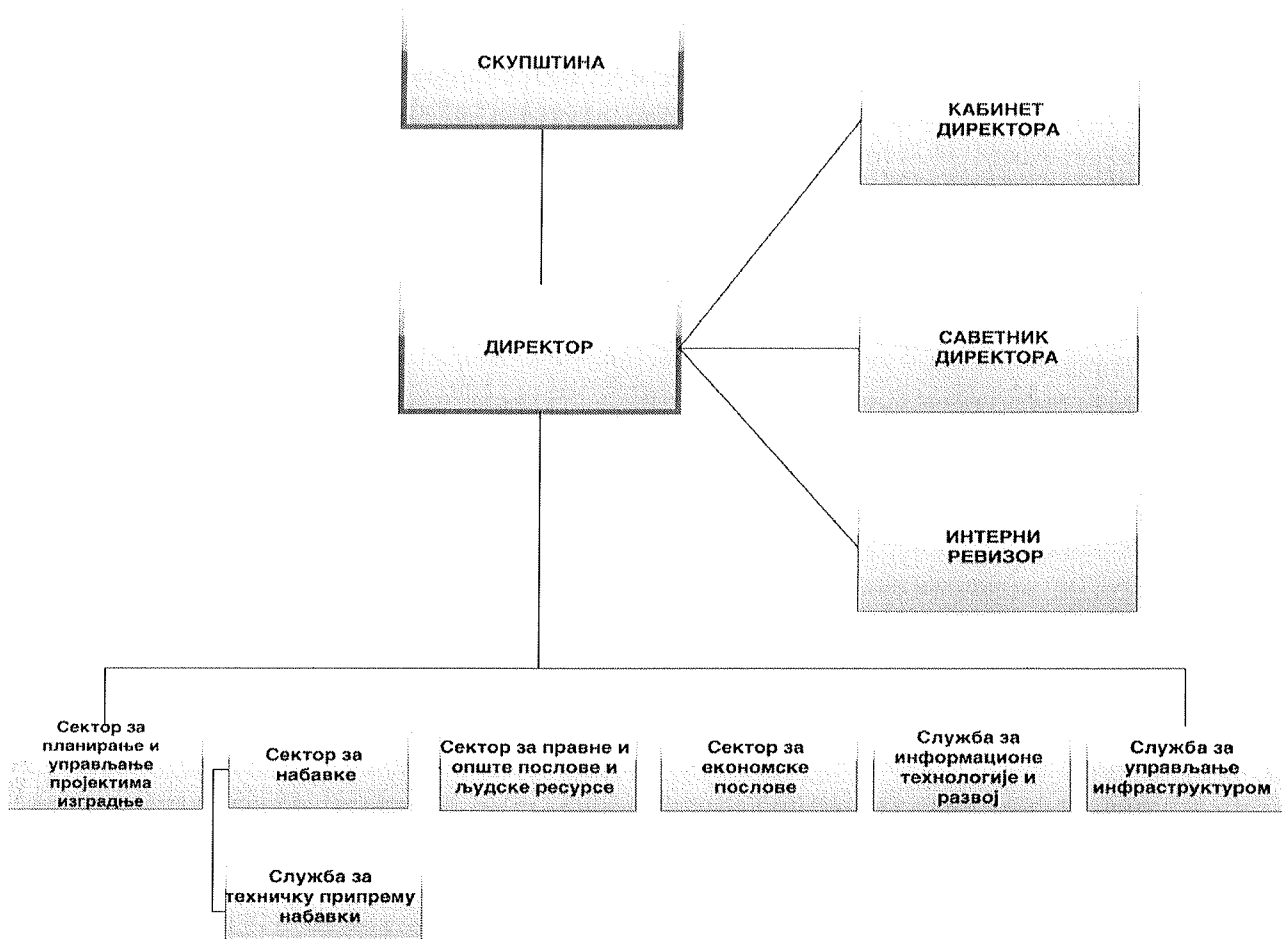 СКУПШТИНА
КАБИНЕТ
ДИРЕКТОРА
ДИРЕКТОР
САВЕТНИК
ДИРЕКТОРА
ИНТЕРНИ
РЕВИЗОР
Сектор за
планирање и
управљање
пројектима
изградње
Сектор за
набавке
Сектор за правне и
опште послове и
људске ресурсе
Сектор за
економске
послове
Служба за
информационе
технологије и
развој
Служба за
управљање
инфраструктуром
Служба за
техничку припрему
набавки